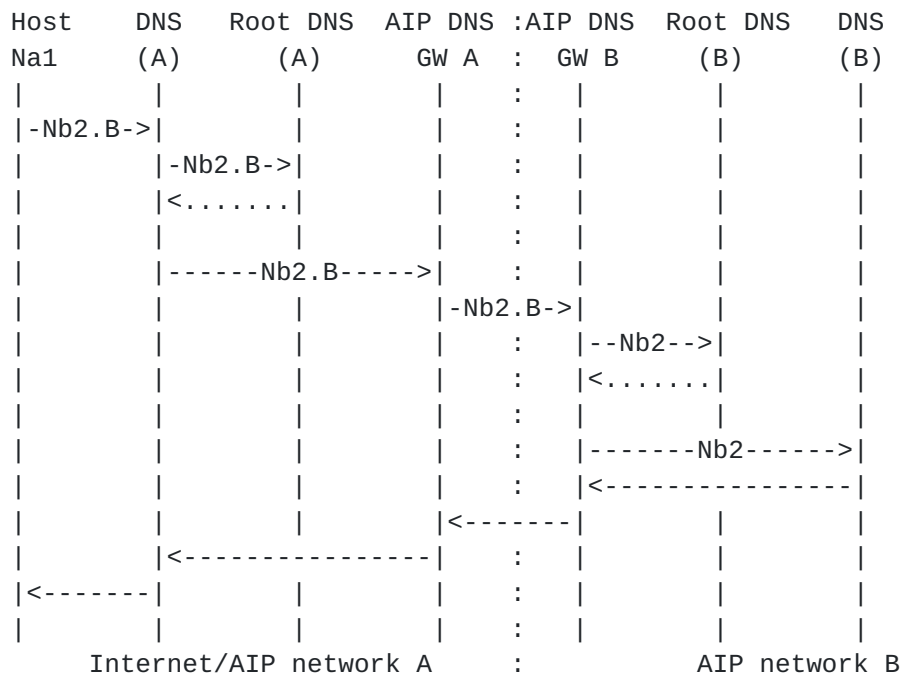 Host     DNS   Root DNS  AIP DNS :AIP DNS  Root DNS   DNS
Na1      (A)      (A)      GW A  :  GW B     (B)      (B)
|        |        |        |    :   |        |        |
|-Nb2.B->|        |        |    :   |        |        |
|        |-Nb2.B->|        |    :   |        |        |
|        |<.......|        |    :   |        |        |
|        |        |        |    :   |        |        |
|        |------Nb2.B----->|    :   |        |        |
|        |        |        |-Nb2.B->|        |        |
|        |        |        |    :   |--Nb2-->|        |
|        |        |        |    :   |<.......|        |
|        |        |        |    :   |        |        |
|        |        |        |    :   |-------Nb2------>|
|        |        |        |    :   |<----------------|
|        |        |        |<-------|        |        |
|        |<----------------|    :   |        |        |
|<-------|        |        |    :   |        |        |
|        |        |        |    :   |        |        |
     Internet/AIP network A     :           AIP network B